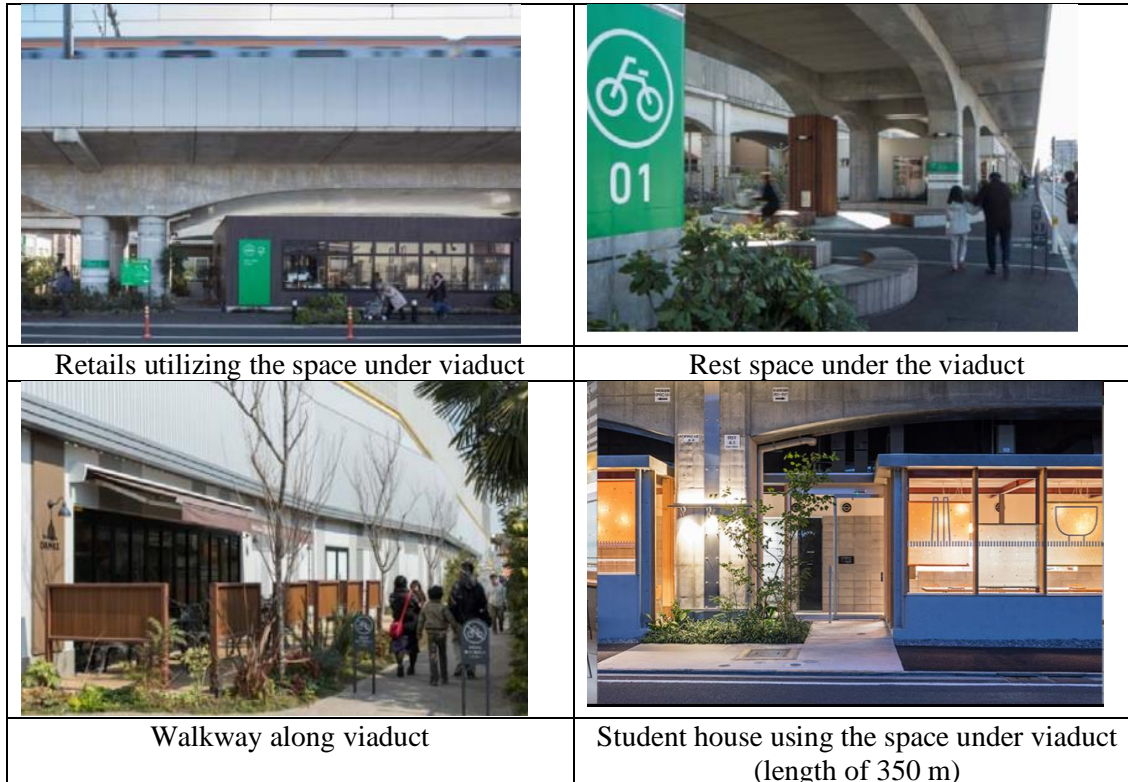 01
Retails utilizing the space under viaduct
Rest space under the viaduct
DAMAS
Walkway along viaduct
Student house using the space under viaduct
(length of 350 m)